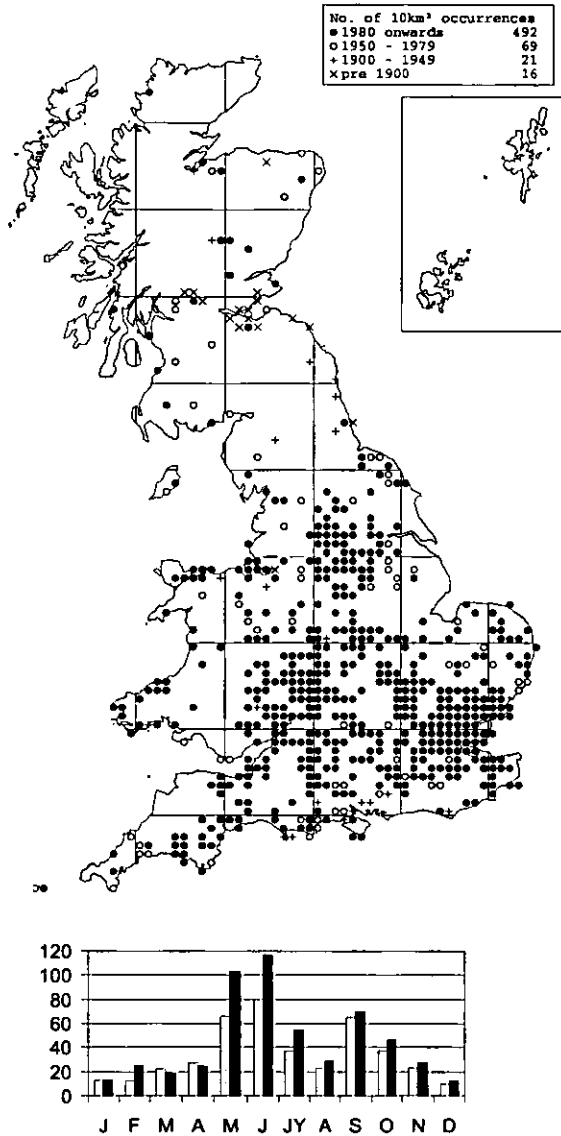 No. of 10km² occurrences
● 1980 onwards 492
○ 1950 - 1979 69
+ 1900 - 1949 21
× pre 1900 16
120
100
80
60
40
20
0
J F M A M J JY A S O N D